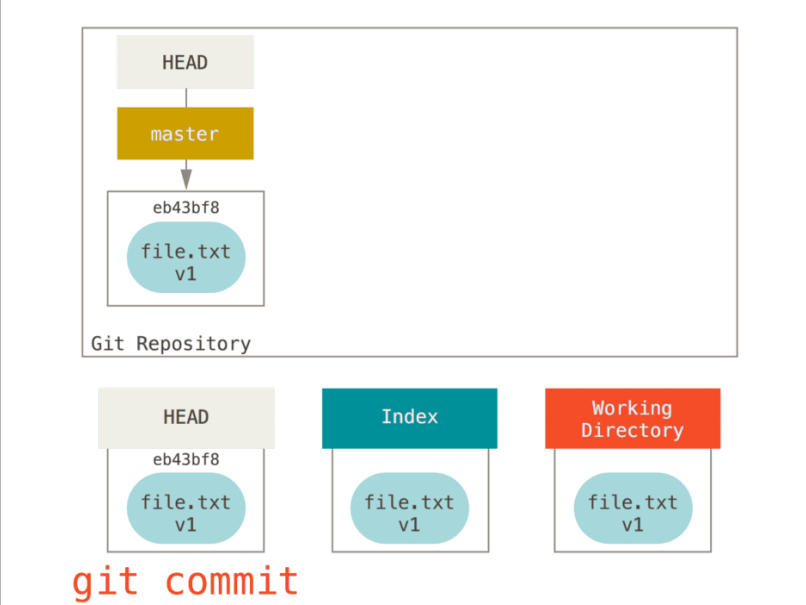 HEAD
master
eb43bf8
file.txt
v1
Git Repository
HEAD
Index
Working
Directory
eb43bf8
file.txt
v1
file.txt
v1
file.txt
v1
git commit